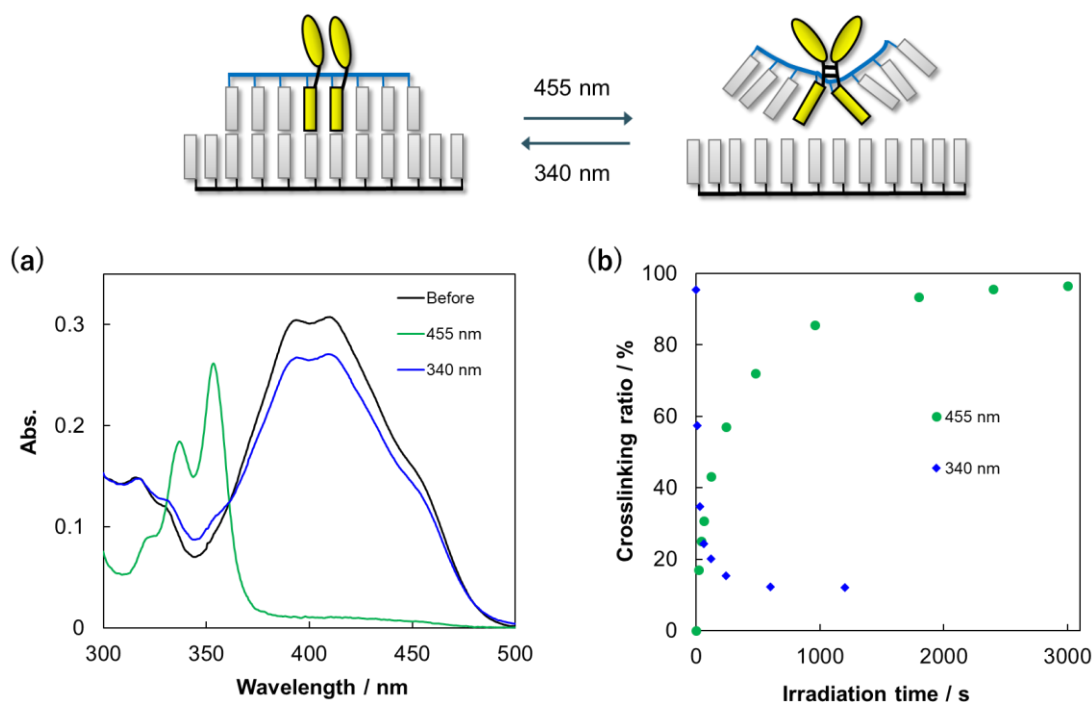 455 nm
340 nm
(a)
Abs.
0.3
0.2
0.1
0
300
350
400
450
500
Wavelength / nm
Before
455 nm
340 nm
(b)
Crosslinking ratio / %
100
80
60
40
20
0
0
1000
2000
3000
Irradiation time / s
455 nm
340 nm